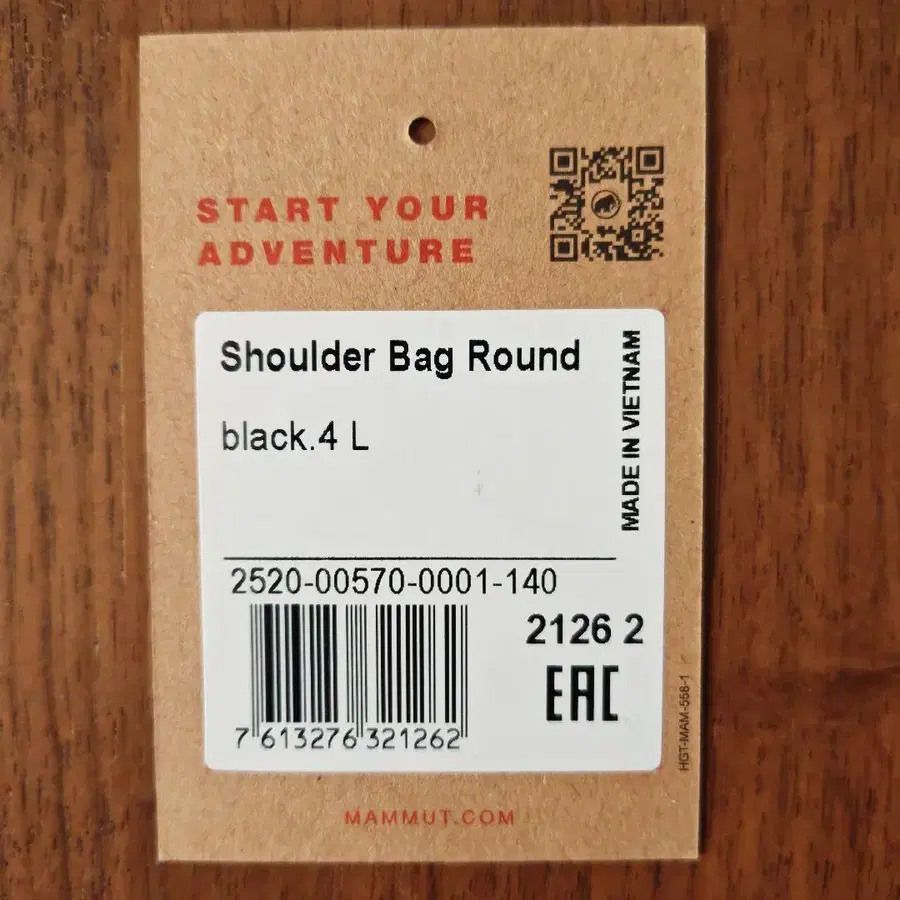 START YOUR
ADVENTURE
Shoulder Bag Round
black.4 L
MADE IN VIETNAM
2520-00570-0001-140
2126 2
EAC
7 613276 321262
HGT-MAM-558-1
MAMMUT.COM